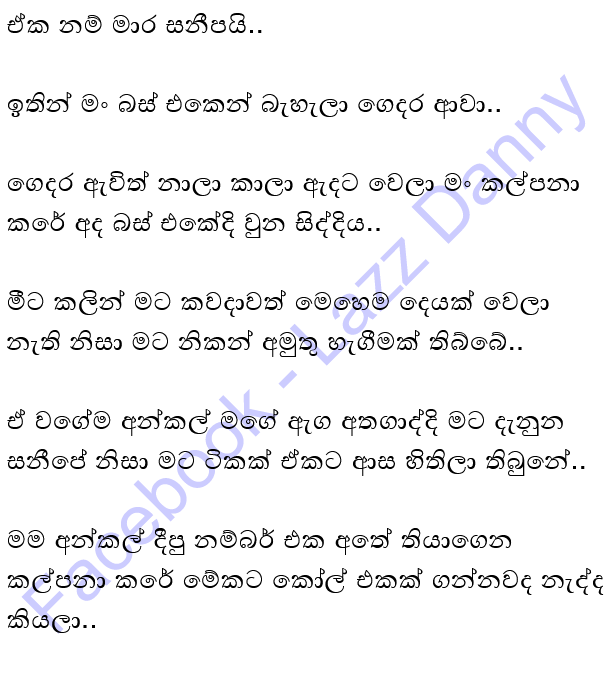 ඒක නම් මාර සනීපයි..
ඉතින් මං බස් එකෙන් බැහැලා ගෙදර ආවා..
ගෙදර ඇවිත් නාලා කාලා ඇඳට වෙලා මං කල්පනා
කරේ අද බස් එකේදි වුන සිද්දිය..
මීට කලින් මට කවදාවත් මෙහෙම දෙයක් වෙලා
නැති නිසා මට නිකන් අමුතු හැගීමක් තිබ්බේ..
ඒ වගේම අන්කල් මගේ ඇග අතගාද්දි මට දැනුන
සනීපේ නිසා මට ටිකක් ඒකට ආස හිතිලා තිබුනේ..
මම අන්කල් දීපු නම්බර් එක අතේ තියාගෙන
කල්පනා කරේ මේකට කෝල් එකක් ගන්නවද නැද්ද
කියලා..
Facebook - Lazz Danny